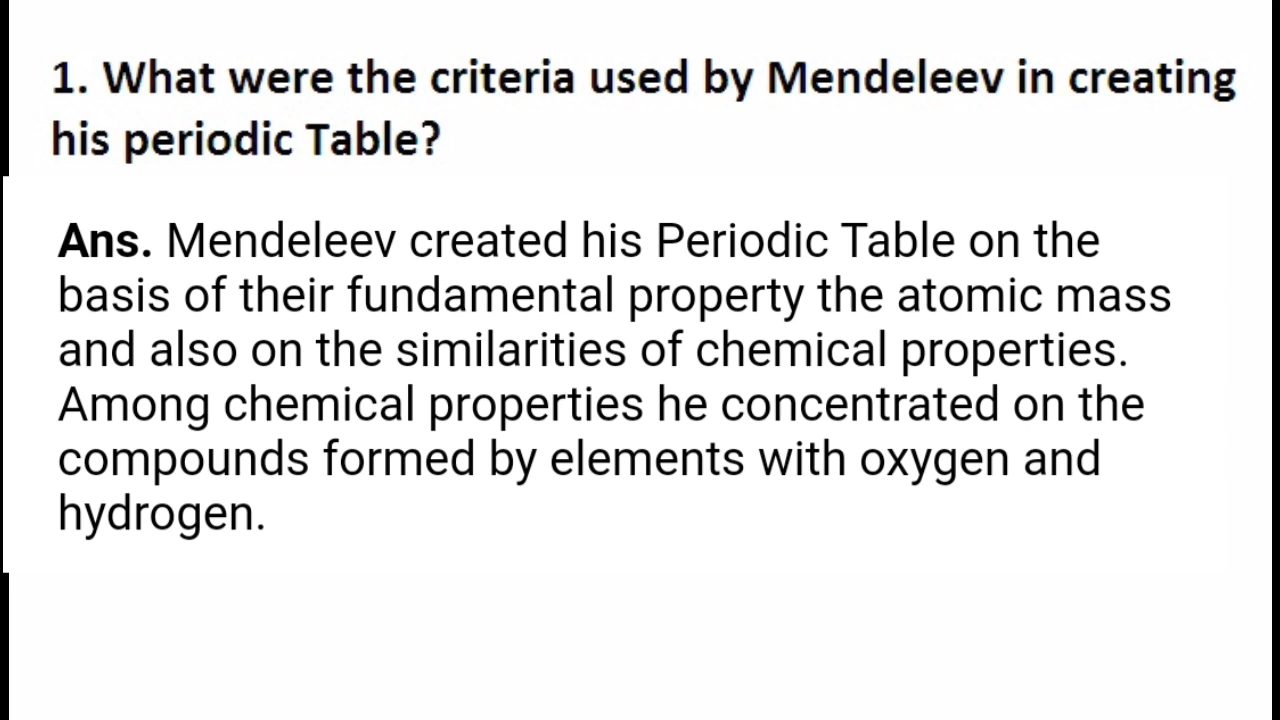 1. What were the criteria used by Mendeleev in creating
his periodic Table?
Ans. Mendeleev created his Periodic Table on the
basis of their fundamental property the atomic mass
and also on the similarities of chemical properties.
Among chemical properties he concentrated on the
compounds formed by elements with oxygen and
hydrogen.